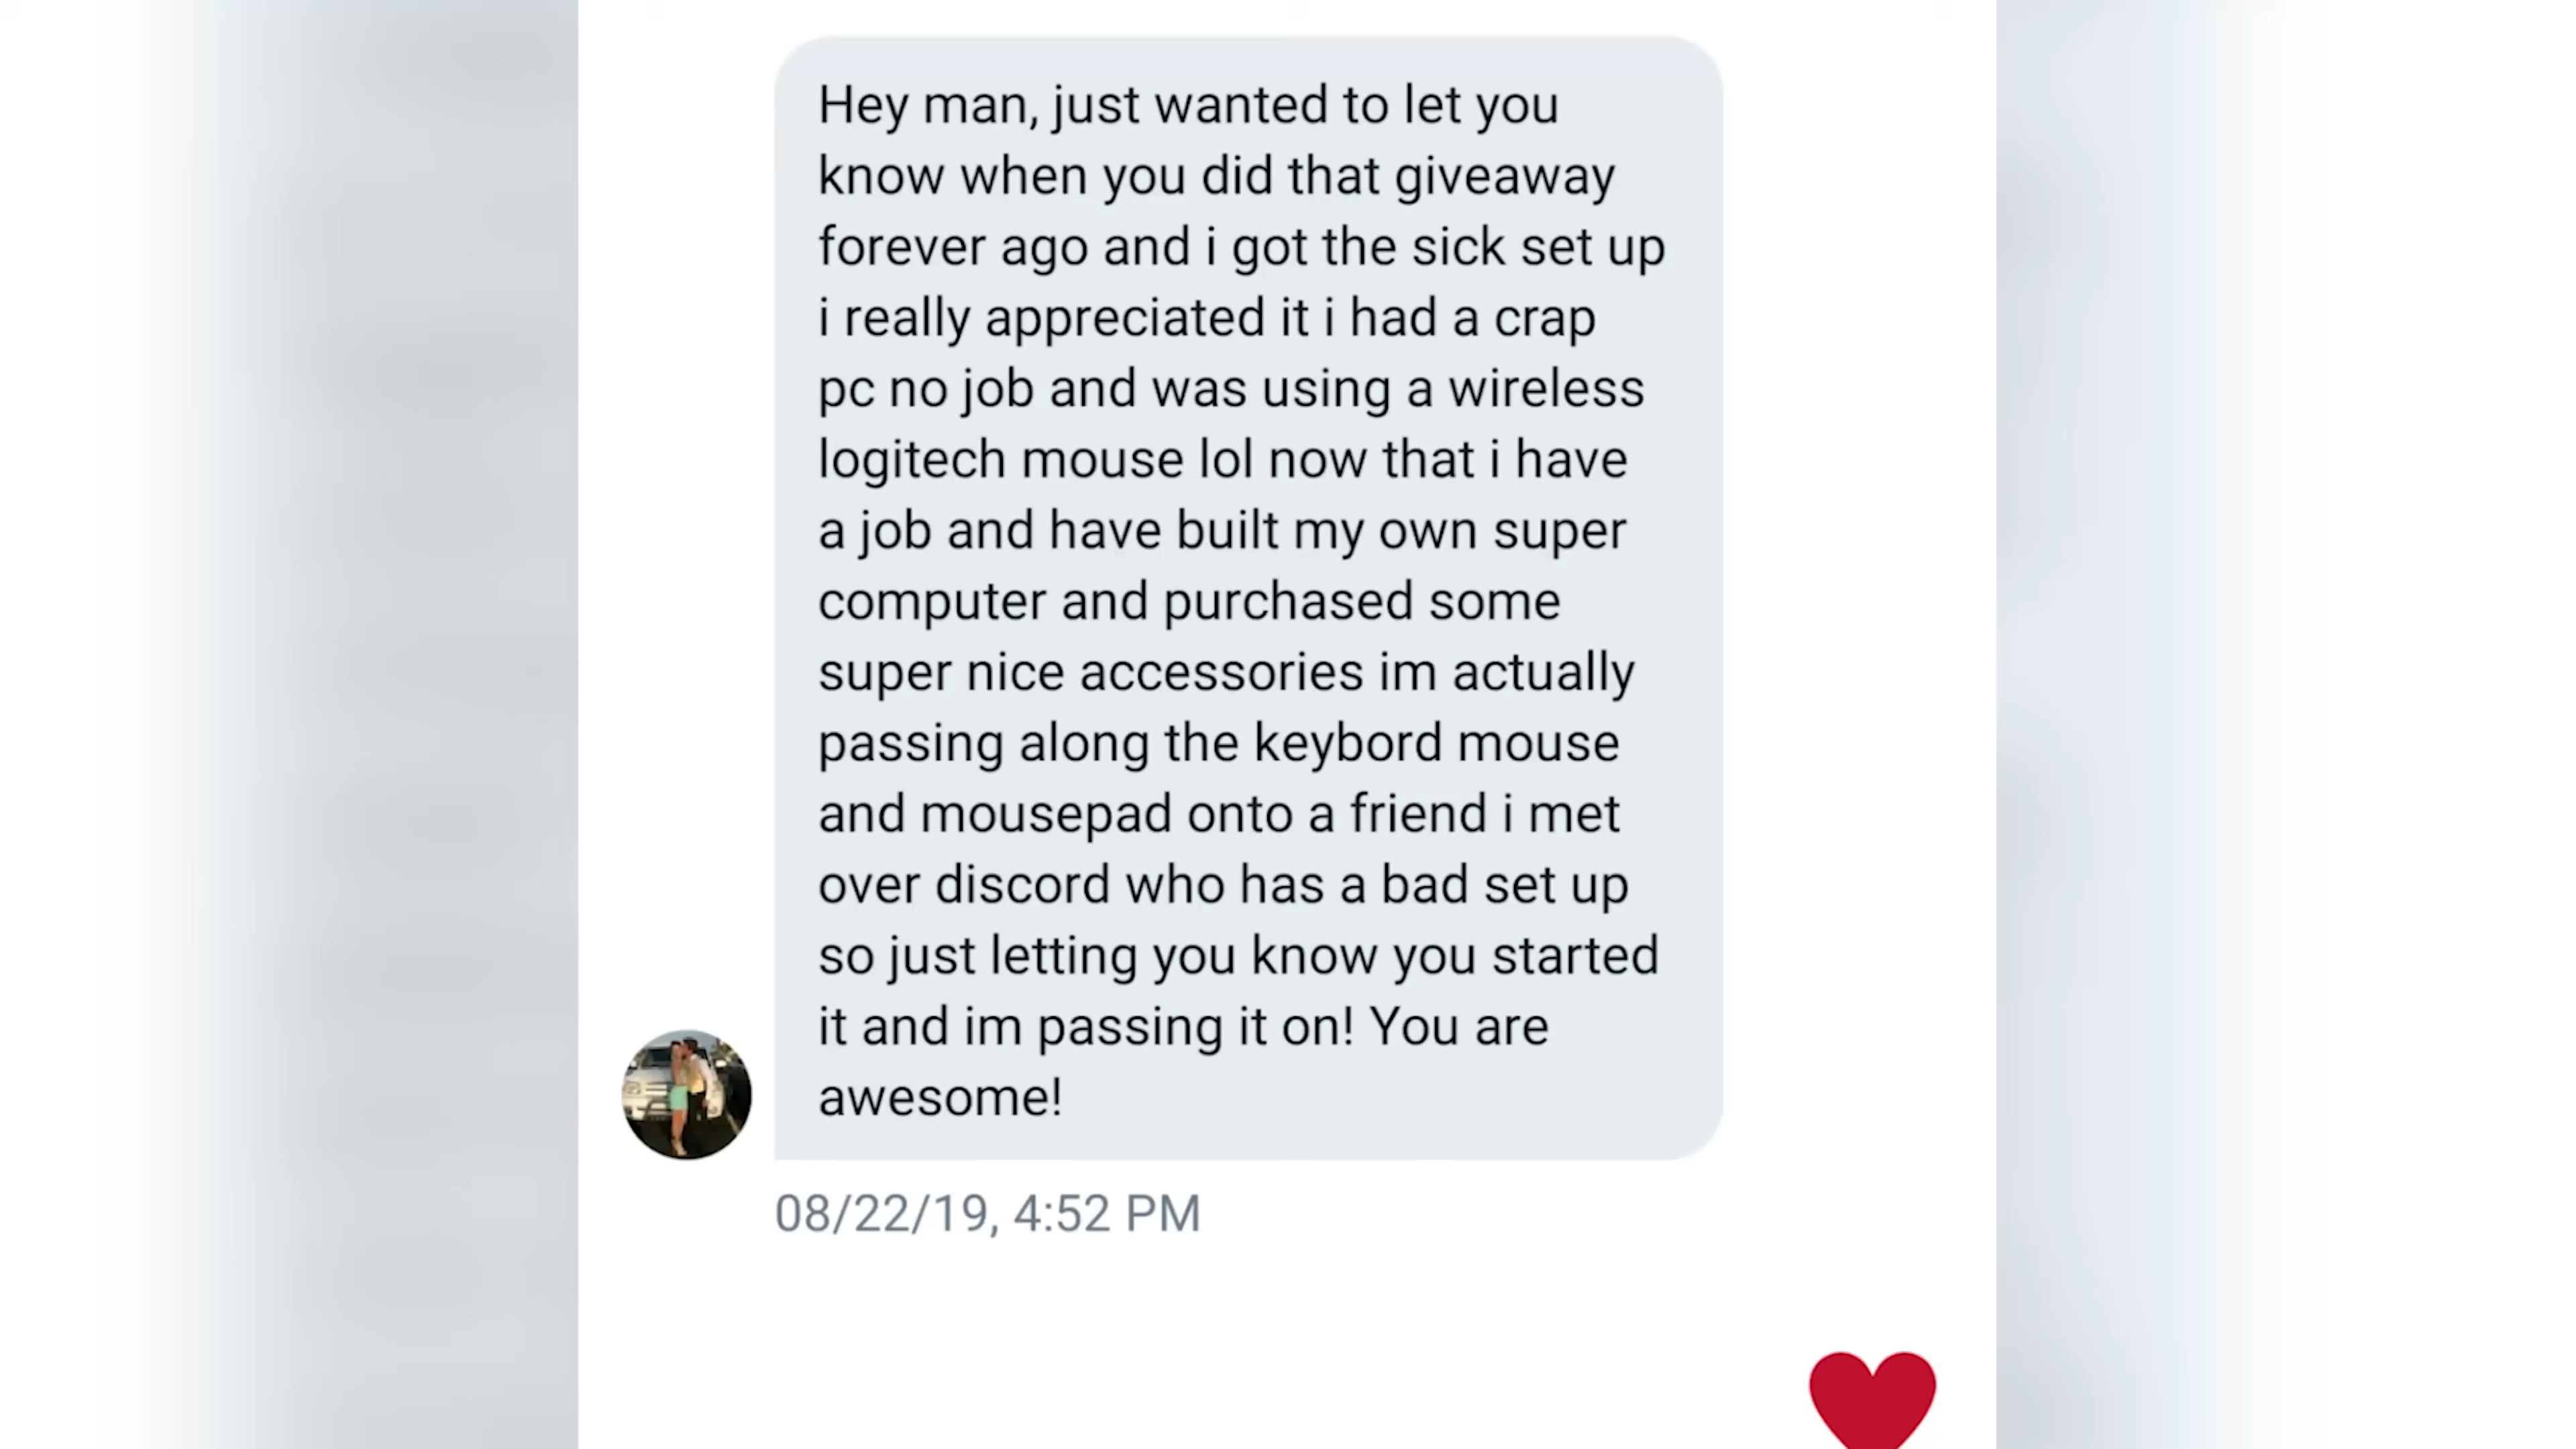 Hey man, just wanted to let you
know when you did that giveaway
forever ago and i got the sick set up
i really appreciated it i had a crap
pc no job and was using a wireless
logitech mouse lol now that i have
a job and have built my own super
computer and purchased some
super nice accessories im actually
passing along the keybord mouse
and mousepad onto a friend i met
over discord who has a bad set up
so just letting you know you started
it and im passing it on! You are
awesome!
08/22/19, 4:52 PM